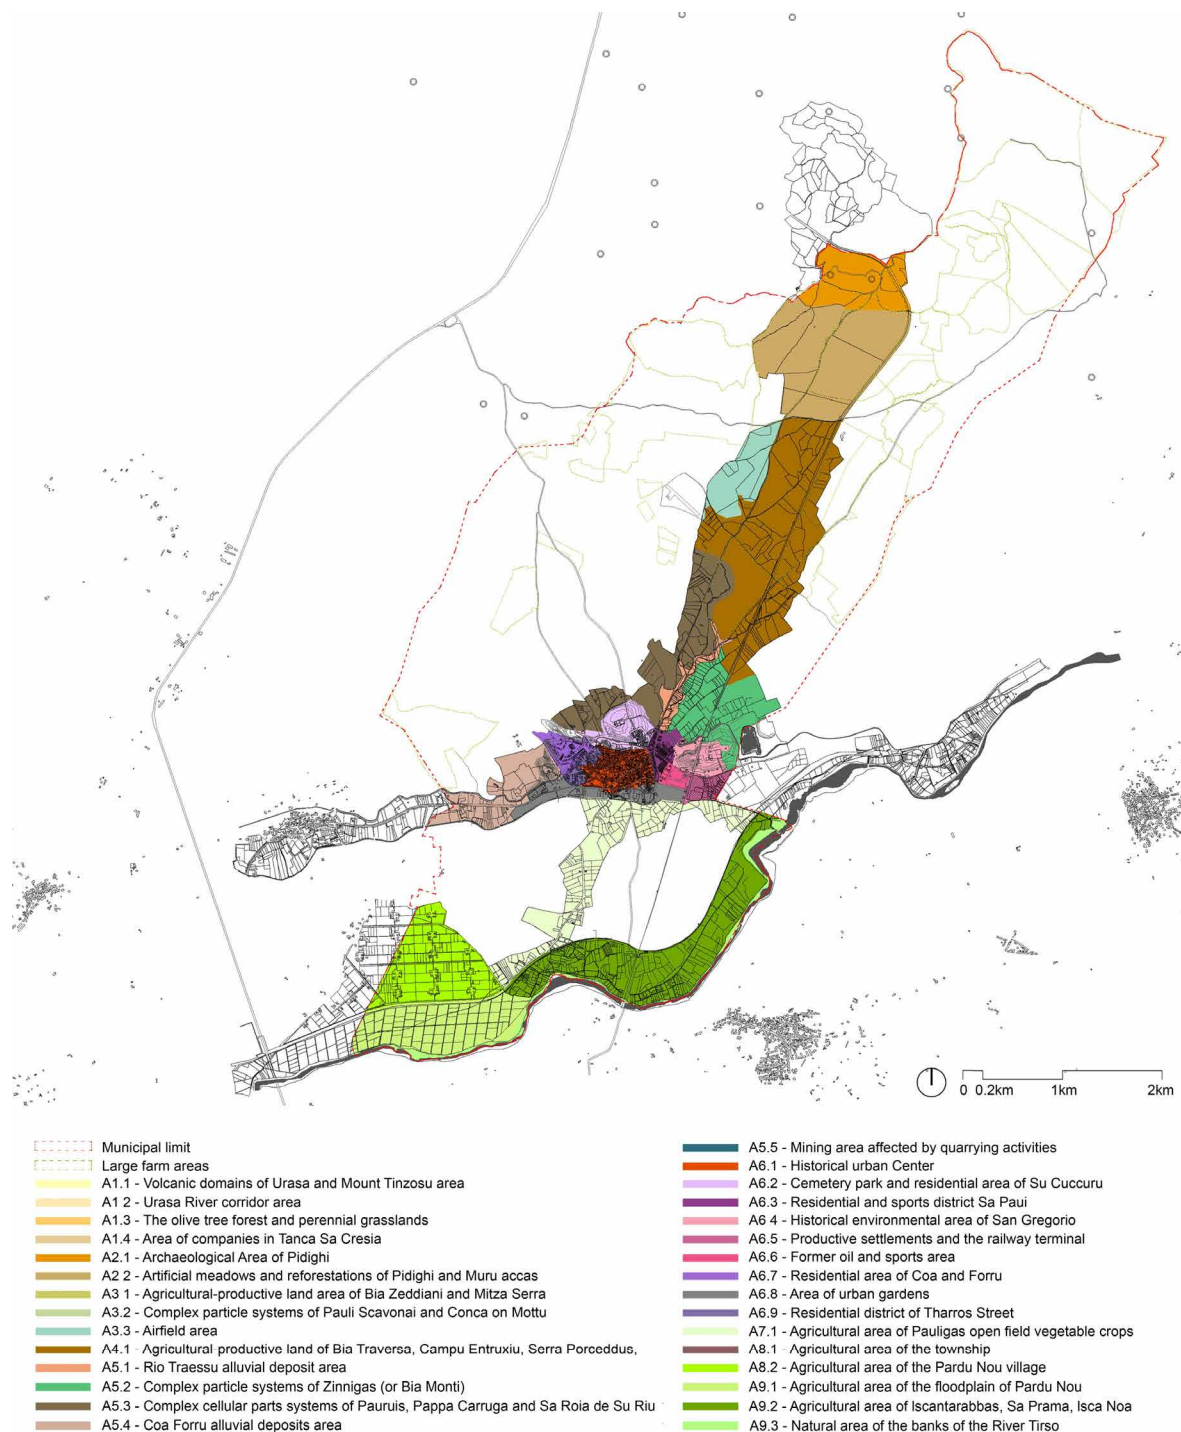 0 0.2km 1km 2km
Municipal limit
Large farm areas
A1.1 - Volcanic domains of Urasa and Mount Tinzosu area
A1 2 - Urasa River corridor area
A1.3 - The olive tree forest and perennial grasslands
A1.4 - Area of companies in Tanca Sa Cresia
A2.1 - Archaeological Area of Pidighi
A2 2 - Artificial meadows and reforestations of Pidighi and Muru accas
A3 1 - Agricultural-productive land area of Bia Zeddiani and Mitza Serra
A3.2 - Complex particle systems of Pauli Scavonai and Conca on Mottu
A3.3 - Airfield area
A4.1 - Agricultural-productive land of Bia Traversa, Campu Entruxiu, Serra Porceddus,
A5.1 - Rio Traessu alluvial deposit area
A5.2 - Complex particle systems of Zinnigas (or Bia Monti)
A5.3 - Complex cellular parts systems of Pauruis, Pappa Carruga and Sa Roia de Su Riu
A5.4 - Coa Forru alluvial deposits area
A5.5 - Mining area affected by quarrying activities
A6.1 - Historical urban Center
A6.2 - Cemetery park and residential area of Su Cuccuru
A6.3 - Residential and sports district Sa Paui
A6 4 - Historical environmental area of San Gregorio
A6.5 - Productive settlements and the railway terminal
A6.6 - Former oil and sports area
A6.7 - Residential area of Coa and Forru
A6.8 - Area of urban gardens
A6.9 - Residential district of Tharros Street
A7.1 - Agricultural area of Pauligas open field vegetable crops
A8.1 - Agricultural area of the township
A8.2 - Agricultural area of the Pardu Nou village
A9.1 - Agricultural area of the floodplain of Pardu Nou
A9.2 - Agricultural area of Iscantarabbas, Sa Prama, Isca Noa
A9.3 - Natural area of the banks of the River Tirso